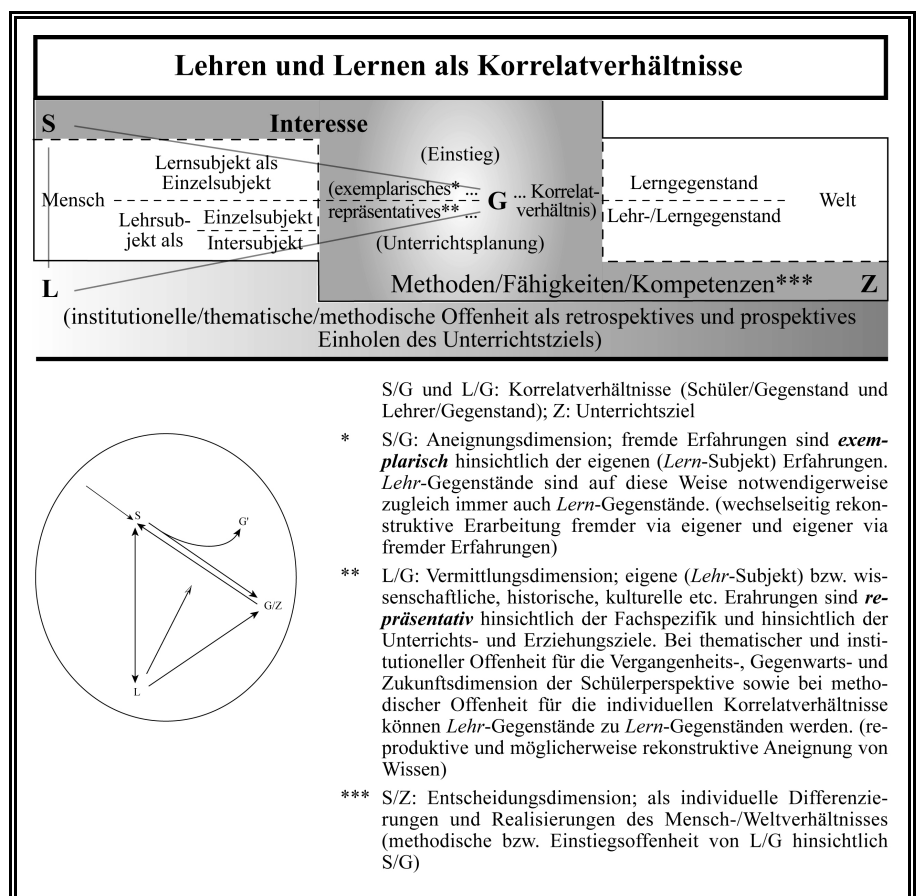 Lehren und Lernen als Korrelatverhältnisse
S
Interesse
(Einstieg)
Lernsubjekt als
Einzelsubjekt
Mensch
Lehrsub-
jekt als
Einzelsubjekt
Intersubjekt
(exemplarisches* ...
repräsentatives** ...
G
... Korrelat-
verhältnis)
(Unterrichtsplanung)
Lerngegenstand
Lehr-/Lerngegenstand
Welt
L
Methoden/Fähigkeiten/Kompetenzen***
Z
(institutionelle/thematische/methodische Offenheit als retrospektives und prospektives
Einholen des Unterrichtstziels)
S/G und L/G: Korrelatverhältnisse (Schüler/Gegenstand und
Lehrer/Gegenstand); Z: Unterrichtsziel
* S/G: Aneignungsdimension; fremde Erfahrungen sind exem-
plarisch hinsichtlich der eigenen (Lern-Subjekt) Erfahrungen.
Lehr-Gegenstände sind auf diese Weise notwendigerweise
zugleich immer auch Lern-Gegenstände. (wechselseitig rekon-
struktive Erarbeitung fremder via eigener und eigener via
fremder Erfahrungen)
** L/G: Vermittlungsdimension; eigene (Lehr-Subjekt) bzw. wis-
senschaftliche, historische, kulturelle etc. Erahrungen sind re-
präsentativ hinsichtlich der Fachspezifik und hinsichtlich der
Unterrichts- und Erziehungsziele. Bei thematischer und insti-
tutioneller Offenheit für die Vergangenheits-, Gegenwarts- und
Zukunftsdimension der Schülerperspektive sowie bei metho-
discher Offenheit für die individuellen Korrelatverhältnisse
können Lehr-Gegenstände zu Lern-Gegenständen werden. (re-
produktive und möglicherweise rekonstruktive Aneignung von
Wissen)
*** S/Z: Entscheidungsdimension; als individuelle Differenzie-
rungen und Realisierungen des Mensch-/Weltverhältnisses
(methodische bzw. Einstiegsoffenheit von L/G hinsichtlich
S/G)
S
G'
G/Z
L